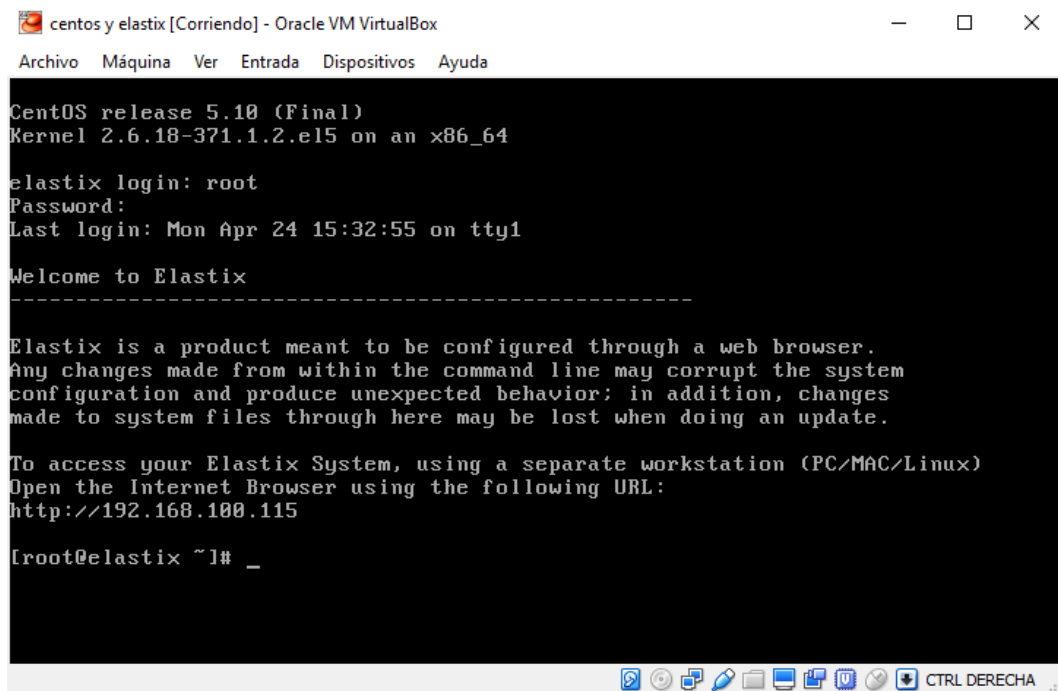 centos y elastix [Corriendo] - Oracle VM VirtualBox
Archivo Máquina Ver Entrada Dispositivos Ayuda
CentOS release 5.10 (Final)
Kernel 2.6.18-371.1.2.el5 on an x86_64
elastix login: root
Password:
Last login: Mon Apr 24 15:32:55 on tty1
Welcome to Elastix
----------------------------------------------------
Elastix is a product meant to be configured through a web browser.
Any changes made from within the command line may corrupt the system
configuration and produce unexpected behavior; in addition, changes
made to system files through here may be lost when doing an update.
To access your Elastix System, using a separate workstation (PC/MAC/Linux)
Open the Internet Browser using the following URL:
http://192.168.100.115
[root@elastix ~]# _
CTRL DERECHA